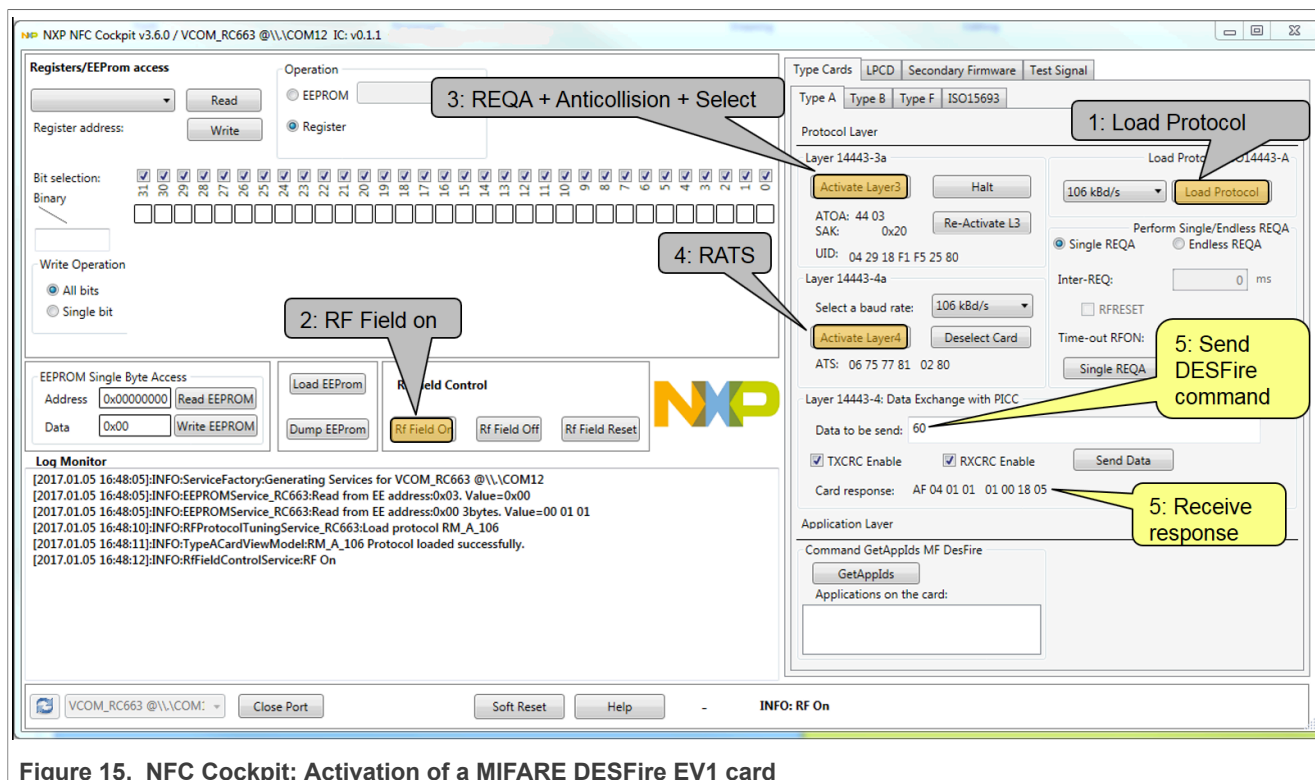 NXP NFC Cockpit v3.6.0 / VCOM_RC663 @\\.\COM12 IC: v0.1.1
Registers/EEProm access
Read
Register address:
Write
Operation
EEPROM
Register
Bit selection:
31 30 29 28 27 26 25 24 23 22 21 20 19 18 17 16 15 14 13 12 11 10 9 8 7 6 5 4 3 2 1 0
Binary
Write Operation
All bits
Single bit
3: REQA + Anticollision + Select
1: Load Protocol
4: RATS
2: RF Field on
Type Cards LPCD Secondary Firmware Test Signal
Type A Type B Type F ISO15693
Protocol Layer
Layer 14443-3a
Activate Layer3 Halt
ATQA: 44 03
SAK: 0x20
Re-Activate L3
UID: 04 29 18 F1 F5 25 80
Load Protocol ISO14443-A
106 kBd/s Load Protocol
Perform Single/Endless REQA
Single REQA Endless REQA
Inter-REQ: 0 ms
RFRESET
Time-out RFON:
Single REQA
Layer 14443-4a
Select a baud rate: 106 kBd/s
Activate Layer4 Deselect Card
ATS: 06 75 77 81 02 80
5: Send
DESFire
command
Layer 14443-4: Data Exchange with PICC
Data to be send: 60
TXCRC Enable RXCRC Enable Send Data
Card response: AF 04 01 01 01 00 18 05
5: Receive
response
Application Layer
Command GetAppIds MF DesFire
GetAppIds
Applications on the card:
EEPROM Single Byte Access
Address 0x00000000 Read EEPROM
Data 0x00 Write EEPROM
Load EEProm
Dump EEProm
Rf Field Control
Rf Field On Rf Field Off Rf Field Reset
NXP
Log Monitor
[2017.01.05 16:48:05]:INFO:ServiceFactory:Generating Services for VCOM_RC663 @\\.\COM12
[2017.01.05 16:48:05]:INFO:EEPROMService_RC663:Read from EE address:0x03. Value=0x00
[2017.01.05 16:48:05]:INFO:EEPROMService_RC663:Read from EE address:0x00 3bytes. Value=00 01 01
[2017.01.05 16:48:10]:INFO:RFProtocolTuningService_RC663:Load protocol RM_A_106
[2017.01.05 16:48:11]:INFO:TypeACardViewModel:RM_A_106 Protocol loaded successfully.
[2017.01.05 16:48:12]:INFO:RfFieldControlService:RF On
VCOM_RC663 @\\.\COM: Close Port Soft Reset Help - INFO: RF On
Figure 15. NFC Cockpit: Activation of a MIFARE DESFire EV1 card